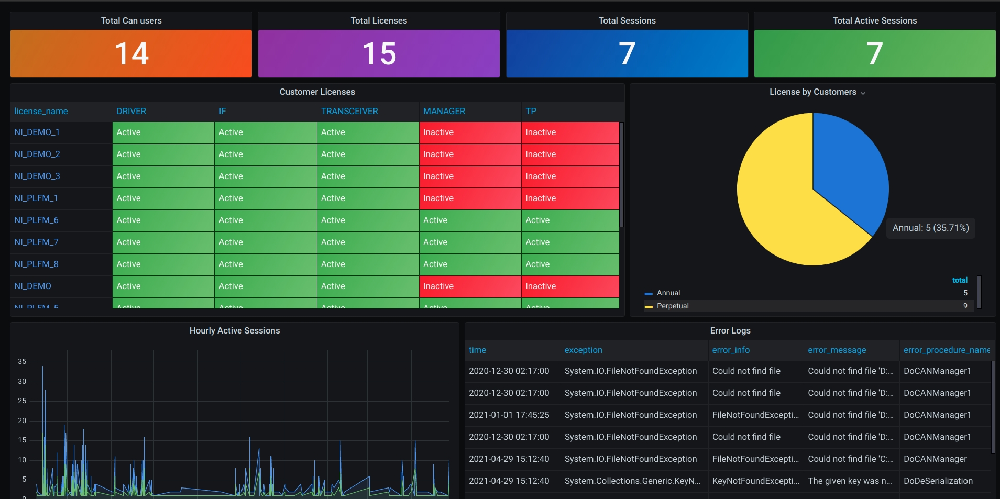 Total Can users
Total Licenses
Total Sessions
Total Active Sessions
14
15
7
7
Customer Licenses
license_name DRIVER IF TRANSCEIVER MANAGER TP
NI_DEMO_1 Active Active Active Inactive Inactive
NI_DEMO_2 Active Active Active Inactive Inactive
NI_DEMO_3 Active Active Active Inactive Inactive
NI_PLFM_1 Active Active Active Inactive Inactive
NI_PLFM_6 Active Active Active Active Active
NI_PLFM_7 Active Active Active Active Active
NI_PLFM_8 Active Active Active Active Active
NI_DEMO Active Active Active Inactive Inactive
NI_PLFM_5 Active Active Active Active Active
License by Customers
Annual: 5 (35.71%)
total
Annual 5
Perpetual 9
Hourly Active Sessions
35
30
25
20
15
10
5
0
Error Logs
time exception error_info error_message error_procedure_name
2020-12-30 02:17:00 System.IO.FileNotFoundException Could not find file Could not find file 'D:... DoCANManager1
2020-12-30 02:17:00 System.IO.FileNotFoundException Could not find file Could not find file 'D:... DoCANManager1
2021-01-01 17:45:25 System.IO.FileNotFoundException FileNotFoundExcepti... Could not find file 'D:... DoCANManager1
2020-12-30 02:17:00 System.IO.FileNotFoundException Could not find file Could not find file 'D:... DoCANManager1
2021-04-29 15:12:40 System.IO.FileNotFoundException FileNotFoundExcepti... Could not find file 'C:... DoCANManager
2021-04-29 15:12:40 System.Collections.Generic.KeyN... KeyNotFoundExcepti... The given key was n... DoDeSerialization